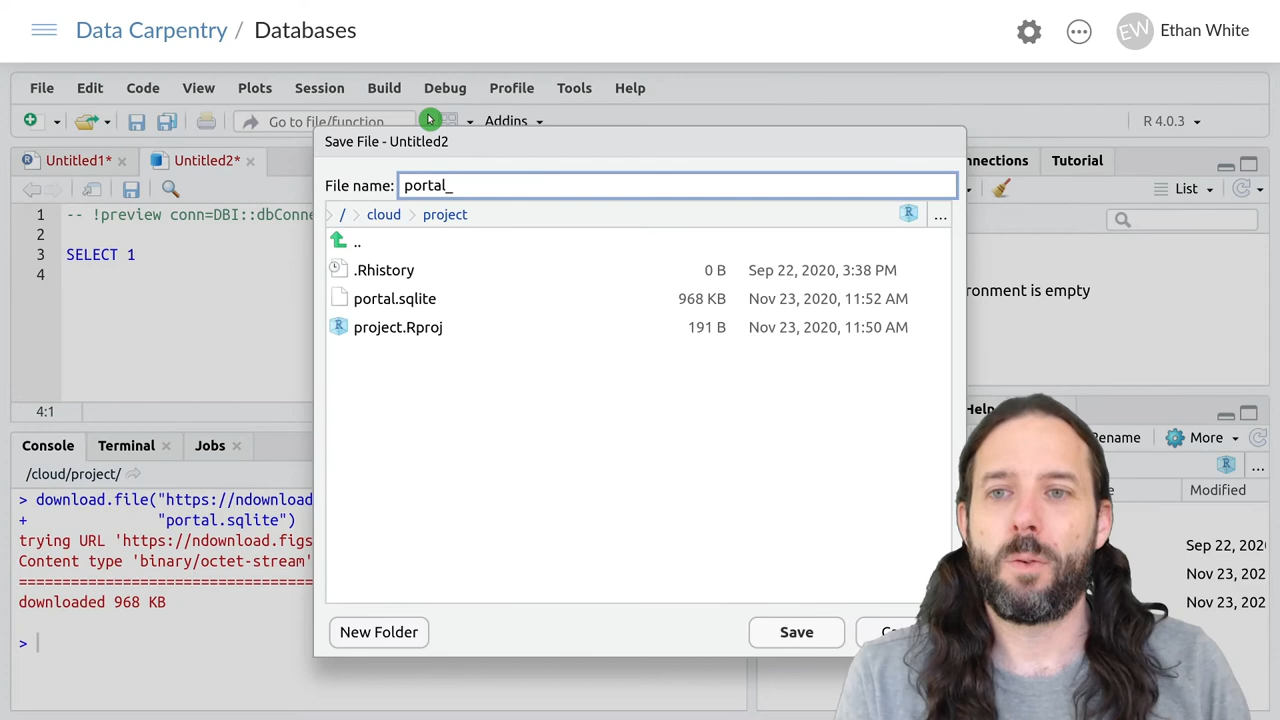 Data Carpentry / Databases
EW Ethan White
File Edit Code View Plots Session Build Debug Profile Tools Help
Go to file/function Addins R 4.0.3
Save File - Untitled2
Untitled1* Untitled2* Tutorial
File name: portal_
List
1 -- !preview conn=DBI::dbConne
/ cloud project ...
2
..
3 SELECT 1
4
.Rhistory 0 B Sep 22, 2020, 3:38 PM
portal.sqlite 968 KB Nov 23, 2020, 11:52 AM
project.Rproj 191 B Nov 23, 2020, 11:50 AM
4:1
Console Terminal Jobs
Help
More
/cloud/project/
...
Modified
> download.file("https://ndownload
+ "portal.sqlite")
trying URL 'https://ndownload.figs
Content type 'binary/octet-stream'
==============================
downloaded 968 KB
>
Sep 22, 202
Nov 23, 202
Nov 23, 202
New Folder Save